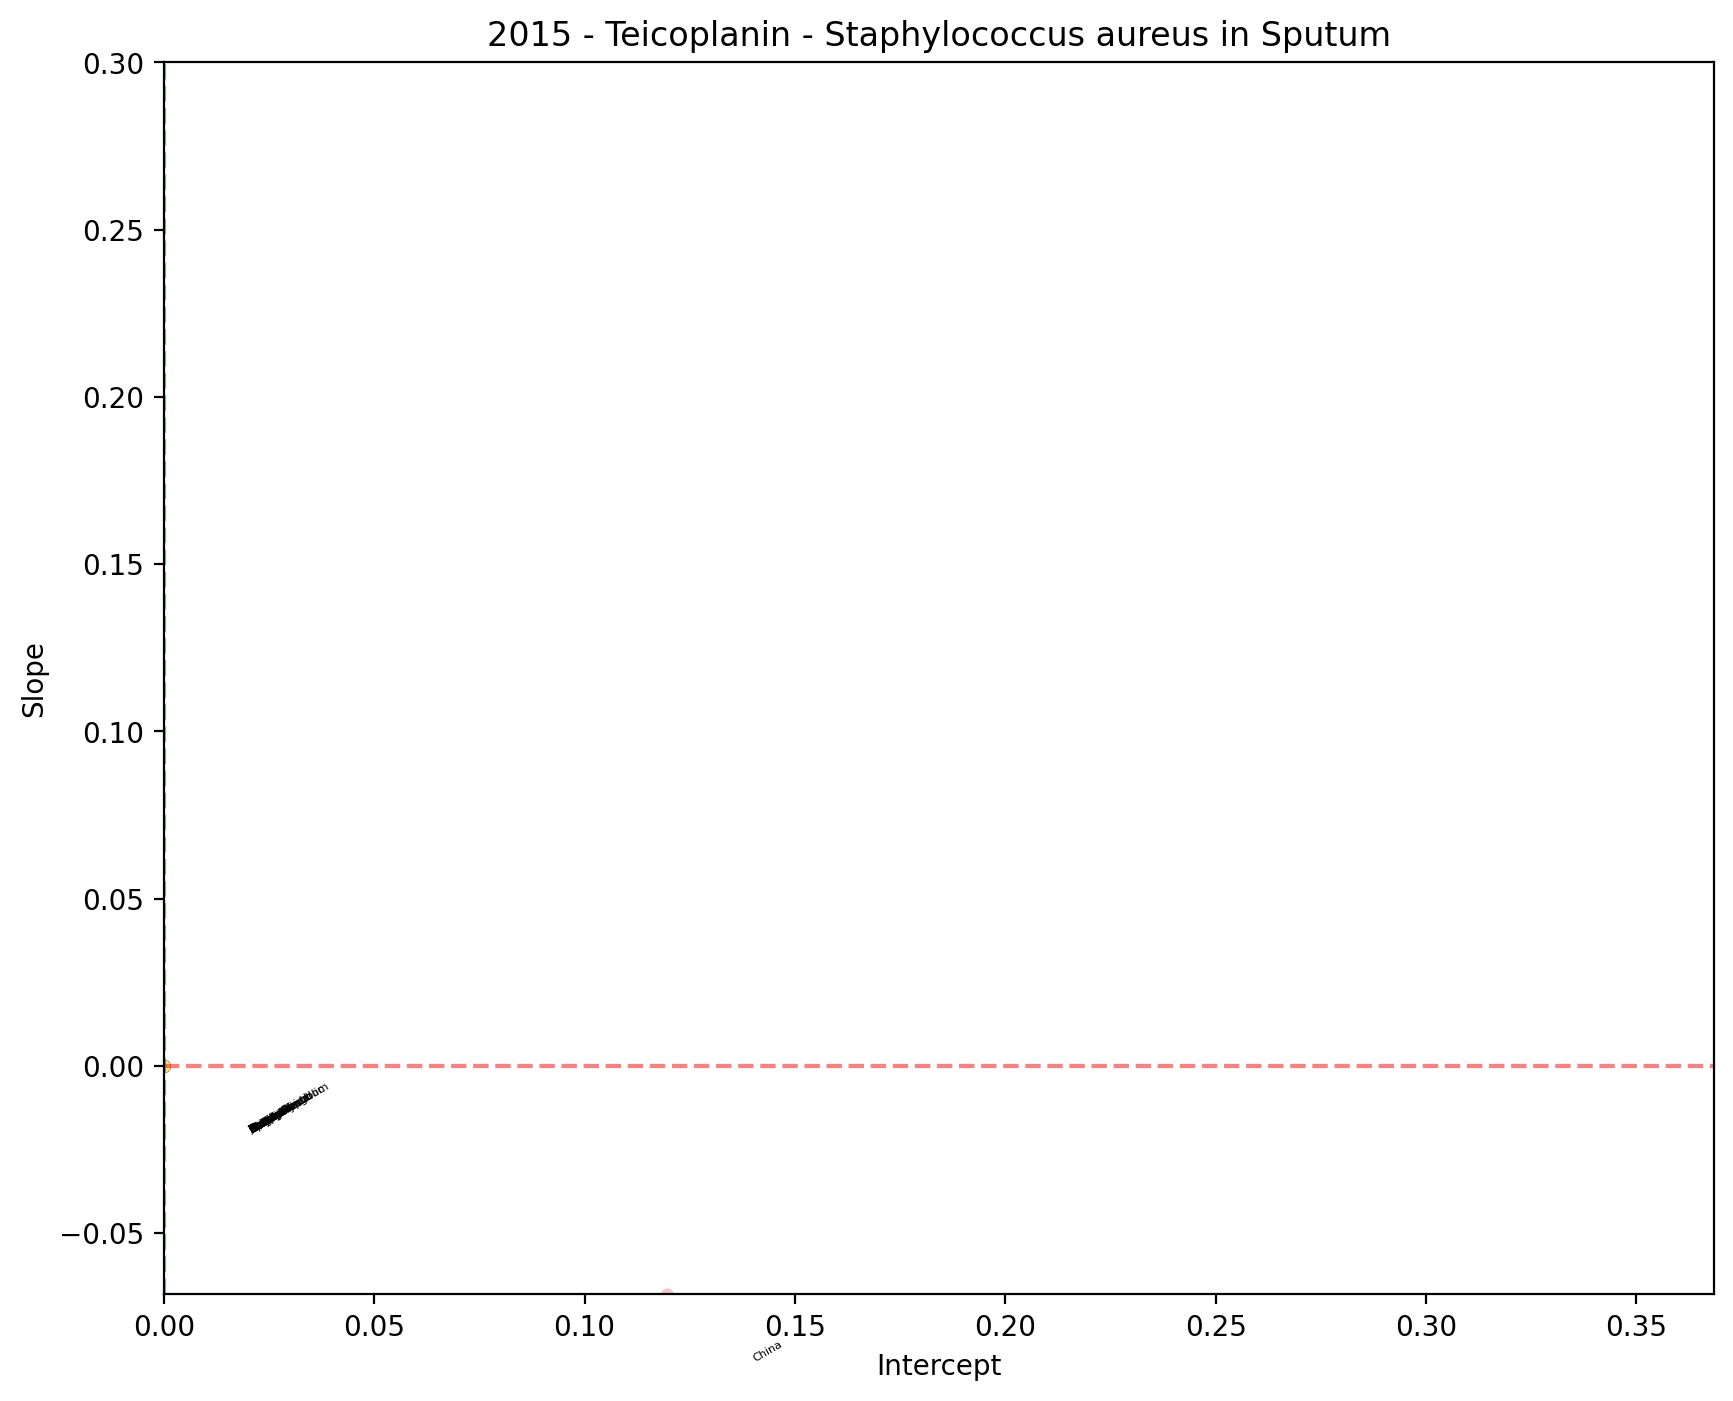 2015 - Teicoplanin - Staphylococcus aureus in Sputum
0.30
0.25
0.20
0.15
0.10
0.05
0.00
−0.05
Slope
0.00 0.05 0.10 0.15 0.20 0.25 0.30 0.35
China
Intercept